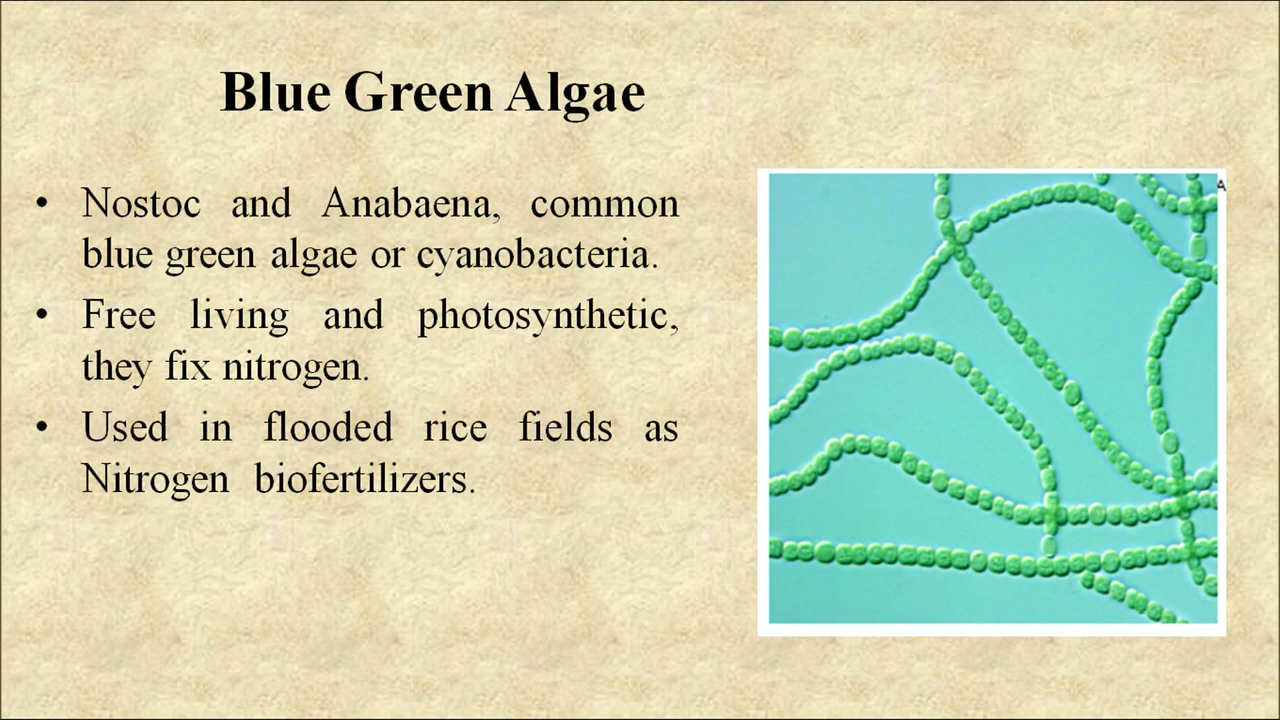 Blue Green Algae
• Nostoc and Anabaena, common
blue green algae or cyanobacteria.
• Free living and photosynthetic,
they fix nitrogen.
• Used in flooded rice fields as
Nitrogen biofertilizers.
A